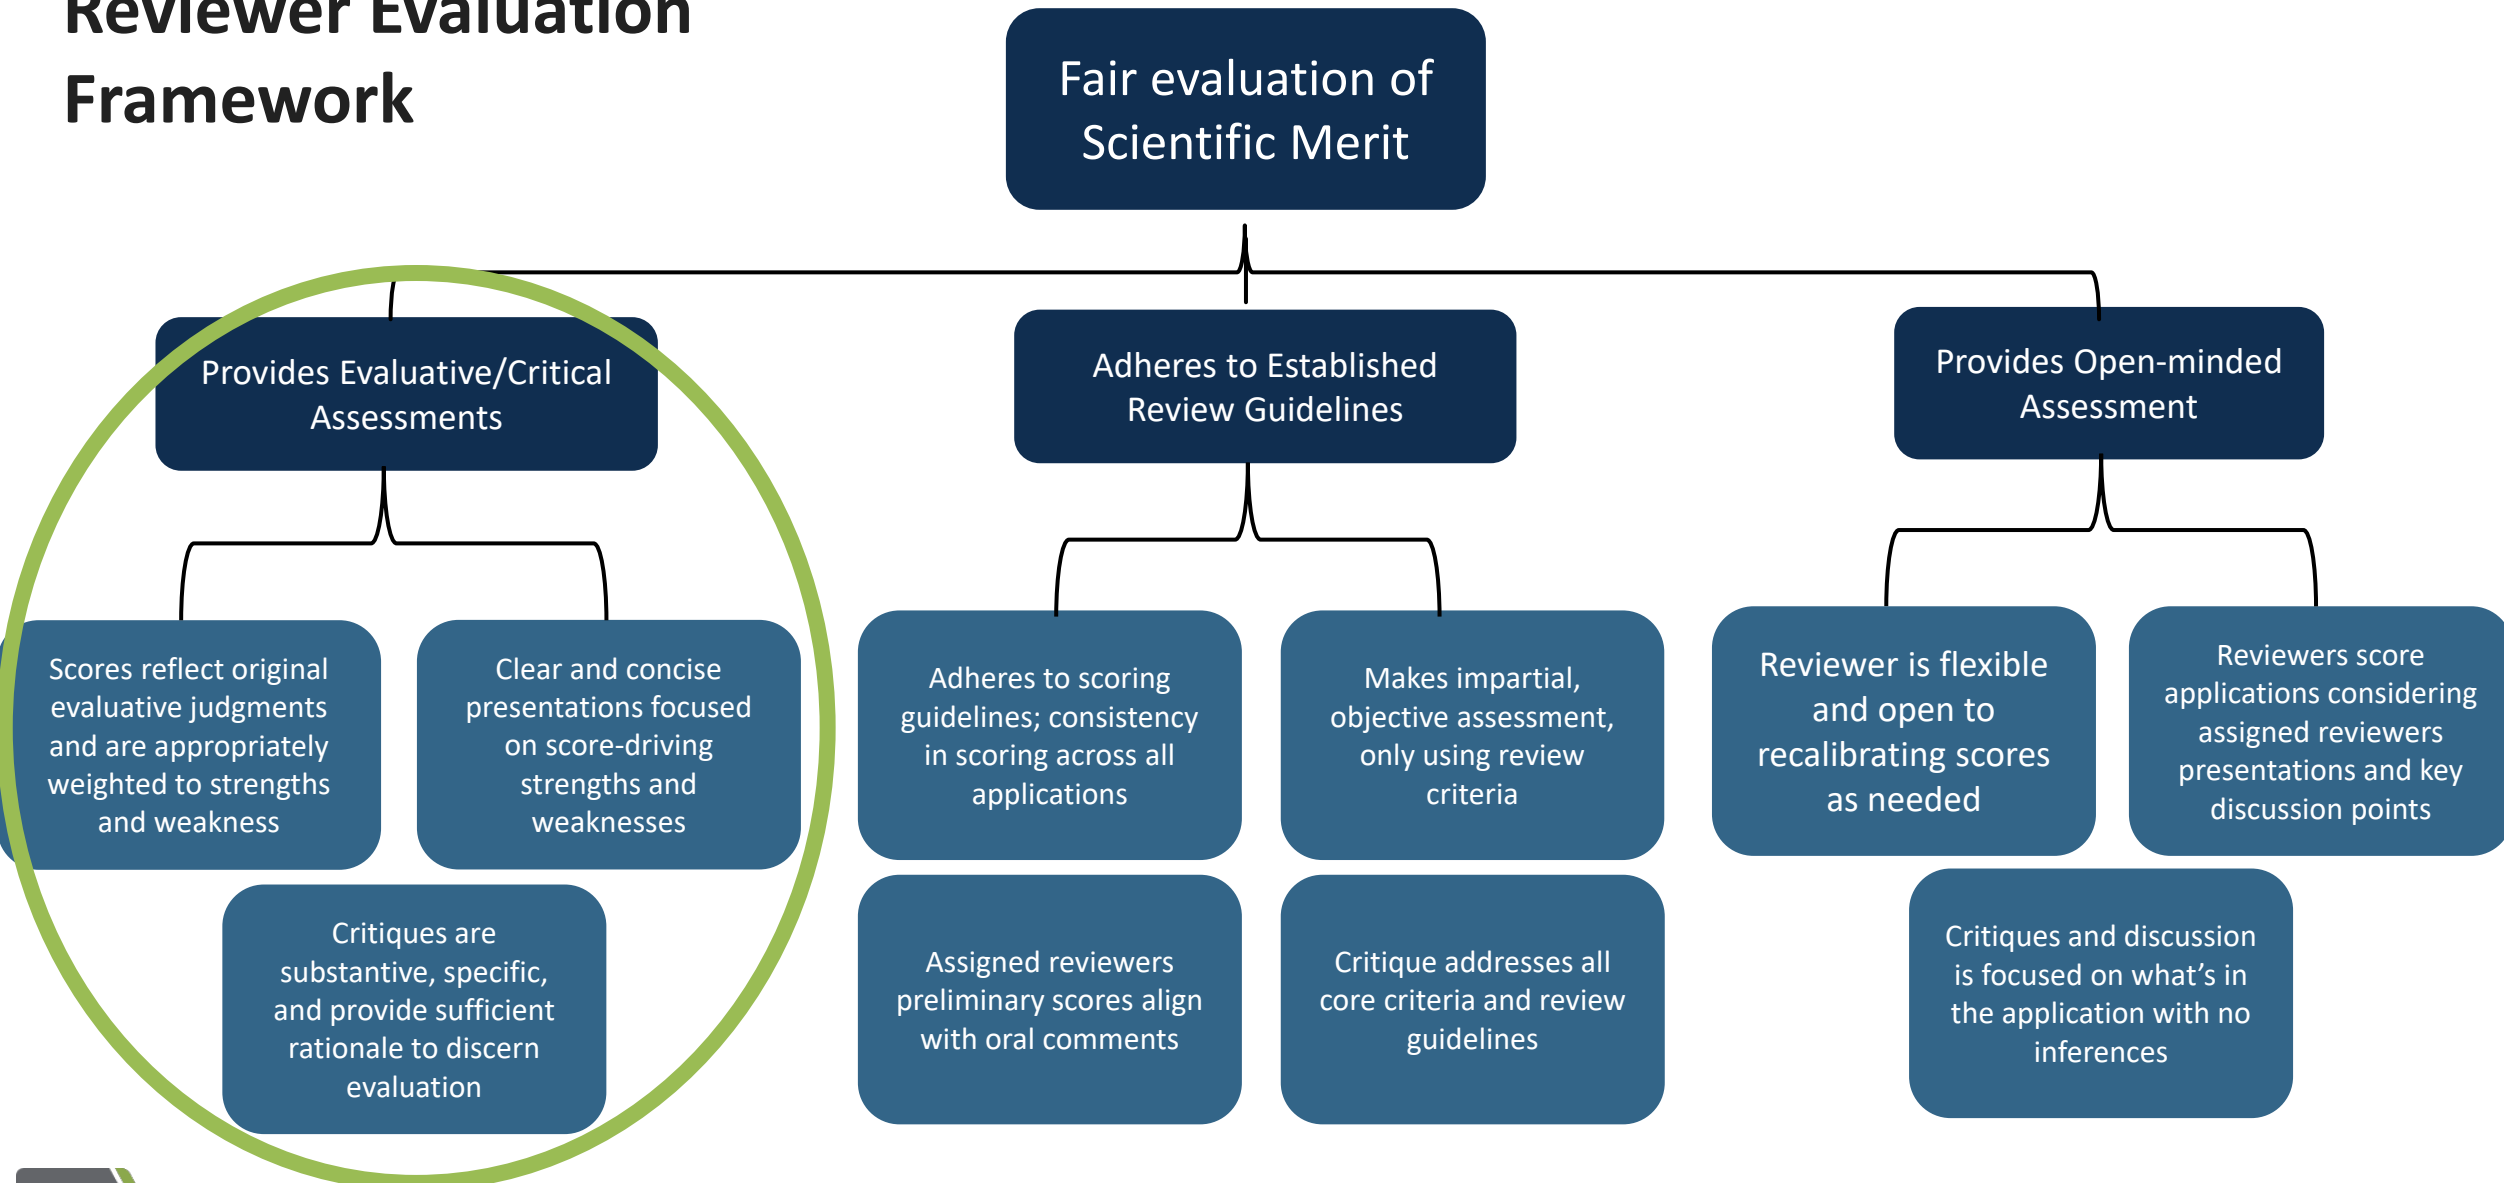 Reviewer Evaluation
Framework
Fair evaluation of
Scientific Merit
Provides Evaluative/Critical
Assessments
Adheres to Established
Review Guidelines
Provides Open-minded
Assessment
Scores reflect original
evaluative judgments
and are appropriately
weighted to strengths
and weakness
Clear and concise
presentations focused
on score-driving
strengths and
weaknesses
Critiques are
substantive, specific,
and provide sufficient
rationale to discern
evaluation
Adheres to scoring
guidelines; consistency
in scoring across all
applications
Makes impartial,
objective assessment,
only using review
criteria
Assigned reviewers
preliminary scores align
with oral comments
Critique addresses all
core criteria and review
guidelines
Reviewer is flexible
and open to
recalibrating scores
as needed
Reviewers score
applications considering
assigned reviewers
presentations and key
discussion points
Critiques and discussion
is focused on what’s in
the application with no
inferences